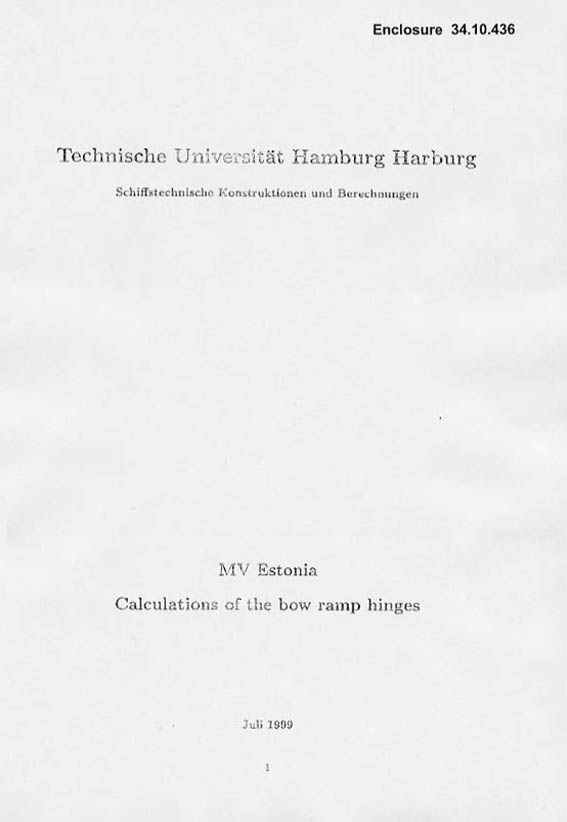 Enclosure 34.10.436
Technische Universität Hamburg Harburg
Schiffstechnische Konstruktionen und Berechnungen
MV Estonia
Calculations of the bow ramp hinges
Juli 1999
1